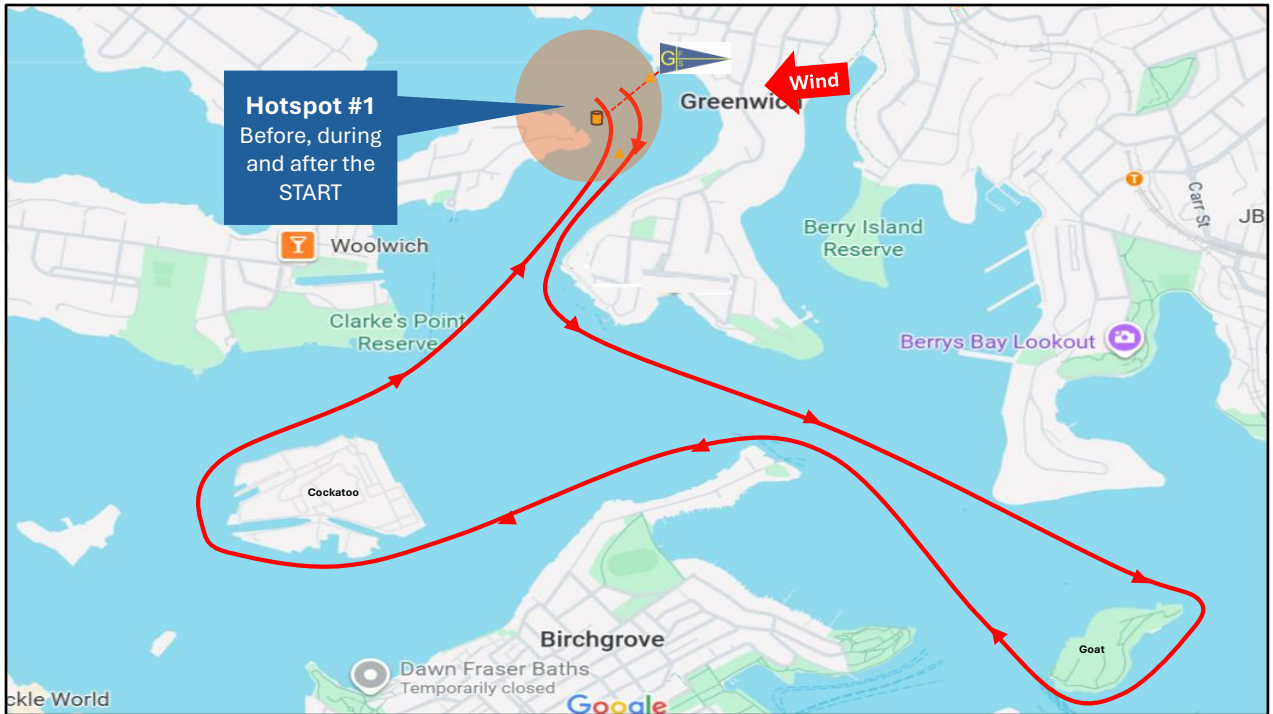 G F
S
Wind
Greenwich
Hotspot #1
Before, during
and after the
START
T
Carr St
JB
Woolwich
Berry Island
Reserve
Clarke's Point
Reserve
Berrys Bay Lookout
Cockatoo
Birchgrove
Goat
Dawn Fraser Baths
Temporarily closed
ckle World
Google